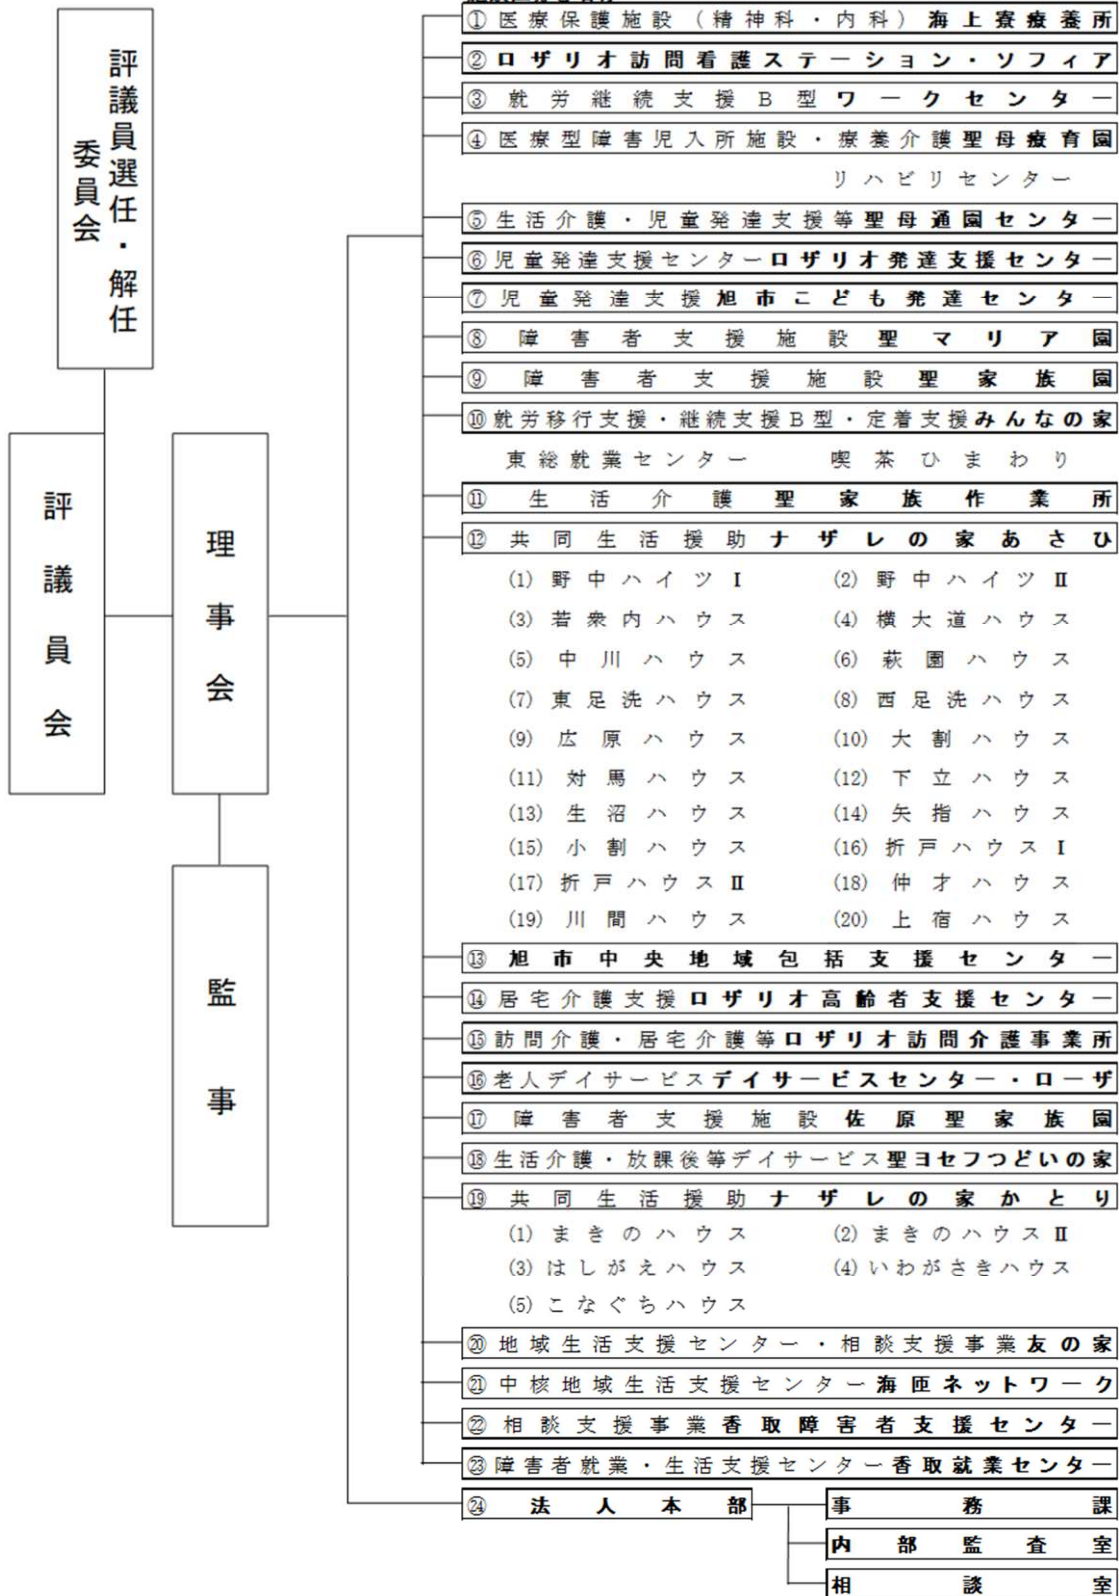 評議員選任・解任
委員会
評議員会
理事会
監事
①医療保護施設（精神科・内科）海上寮療養所
②ロザリオ訪問看護ステーション・ソフィア
③就労継続支援B型ワークセンター
④医療型障害児入所施設・療養介護聖母療育園
リハビリセンター
⑤生活介護・児童発達支援等聖母通園センター
⑥児童発達支援センターロザリオ発達支援センター
⑦児童発達支援旭市こども発達センター
⑧障害者支援施設聖マリア園
⑨障害者支援施設聖家族園
⑩就労移行支援・継続支援B型・定着支援みんなの家
東総就業センター 喫茶ひまわり
⑪生活介護聖家族作業所
⑫共同生活援助ナザレの家あさひ
(1) 野中ハイツⅠ (2) 野中ハイツⅡ
(3) 若衆内ハウス (4) 横大道ハウス
(5) 中川ハウス (6) 萩園ハウス
(7) 東足洗ハウス (8) 西足洗ハウス
(9) 広原ハウス (10) 大割ハウス
(11) 対馬ハウス (12) 下立ハウス
(13) 生沼ハウス (14) 矢指ハウス
(15) 小割ハウス (16) 折戸ハウスⅠ
(17) 折戸ハウスⅡ (18) 仲才ハウス
(19) 川間ハウス (20) 上宿ハウス
⑬旭市中央地域包括支援センター
⑭居宅介護支援ロザリオ高齢者支援センター
⑮訪問介護・居宅介護等ロザリオ訪問介護事業所
⑯老人デイサービスデイサービスセンター・ローザ
⑰障害者支援施設佐原聖家族園
⑱生活介護・放課後等デイサービス聖ヨセフつどいの家
⑲共同生活援助ナザレの家かとり
(1) まきのハウス (2) まきのハウスⅡ
(3) はしがえハウス (4) いわがさきハウス
(5) こなぐちハウス
⑳地域生活支援センター・相談支援事業友の家
㉑中核地域生活支援センター海匝ネットワーク
㉒相談支援事業香取障害者支援センター
㉓障害者就業・生活支援センター香取就業センター
㉔法人本部
事務課
内部監査室
相談室